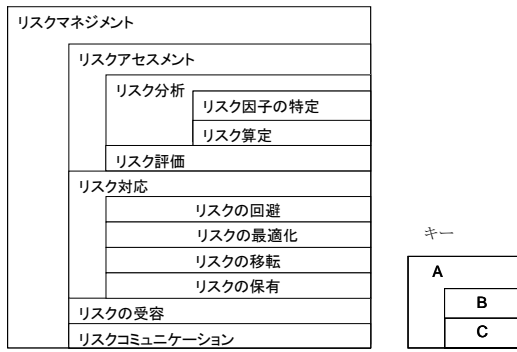 リスクマネジメント
リスクアセスメント
リスク分析
リスク因子の特定
リスク算定
リスク評価
リスク対応
リスクの回避
リスクの最適化
リスクの移転
リスクの保有
リスクの受容
リスクコミュニケーション
キー
A
B
C